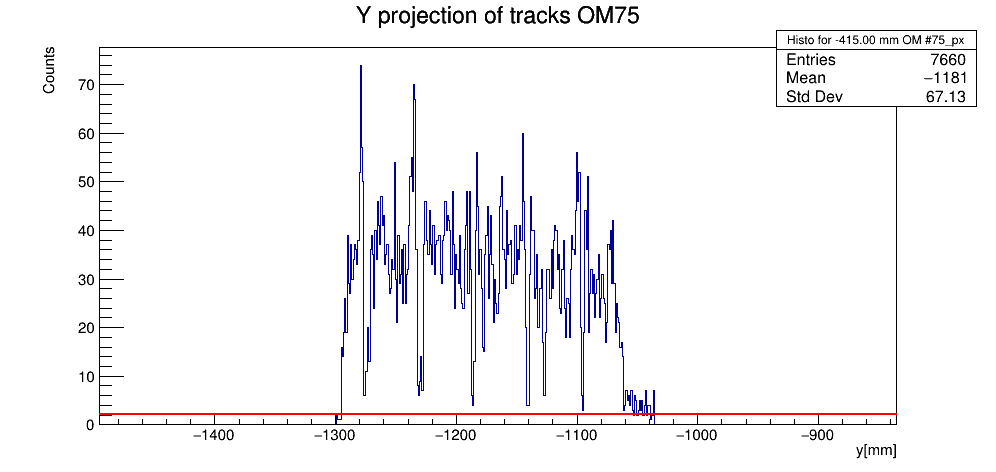 Y projection of tracks OM75
Histo for -415.00 mm OM #75_px
Entries 7660
Mean −1181
Std Dev 67.13
Counts
70
60
50
40
30
20
10
0
−1400 −1300 −1200 −1100 −1000 −900
y[mm]